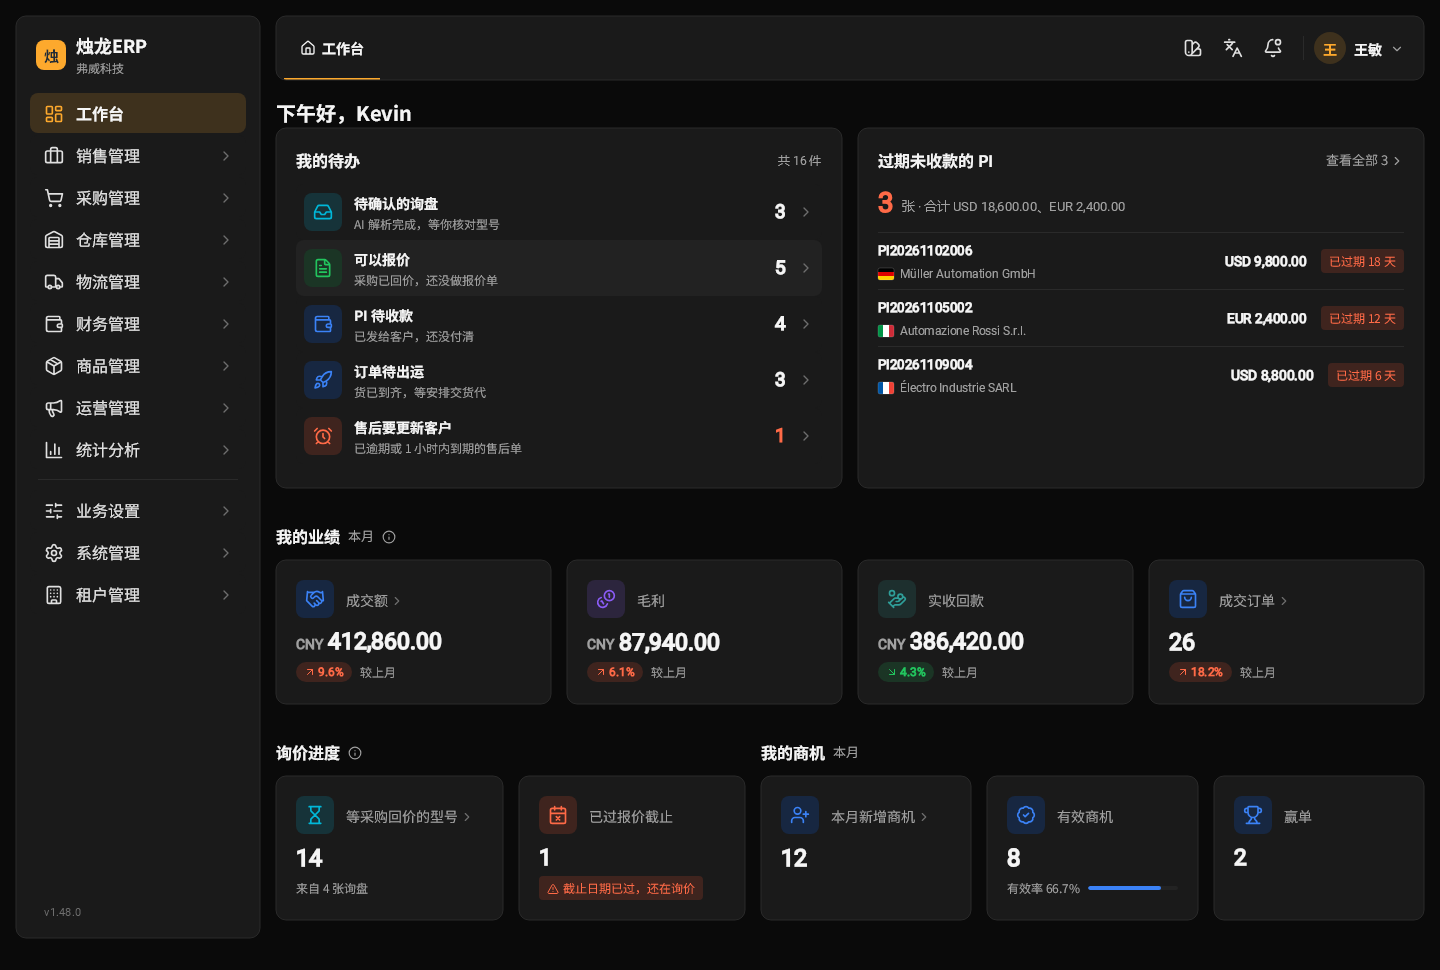 烛
烛龙ERP
弗威科技
工作台
销售管理
采购管理
仓库管理
物流管理
财务管理
商品管理
运营管理
统计分析
业务设置
系统管理
租户管理
v1.48.0
工作台
王
王敏
下午好，Kevin
我的待办
共 16 件
待确认的询盘
AI 解析完成，等你核对型号
3
可以报价
采购已回价，还没做报价单
5
PI 待收款
已发给客户，还没付清
4
订单待出运
货已到齐，等安排交货代
3
售后要更新客户
已逾期或 1 小时内到期的售后单
1
过期未收款的 PI
查看全部 3
3 张 · 合计 USD 18,600.00、EUR 2,400.00
PI20261102006
Müller Automation GmbH
USD 9,800.00
已过期 18 天
PI20261105002
Automazione Rossi S.r.l.
EUR 2,400.00
已过期 12 天
PI20261109004
Électro Industrie SARL
USD 8,800.00
已过期 6 天
我的业绩 本月
成交额
CNY 412,860.00
9.6% 较上月
毛利
CNY 87,940.00
6.1% 较上月
实收回款
CNY 386,420.00
4.3% 较上月
成交订单
26
18.2% 较上月
询价进度
等采购回价的型号
14
来自 4 张询盘
已过报价截止
1
截止日期已过，还在询价
我的商机 本月
本月新增商机
12
有效商机
8
有效率 66.7%
赢单
2